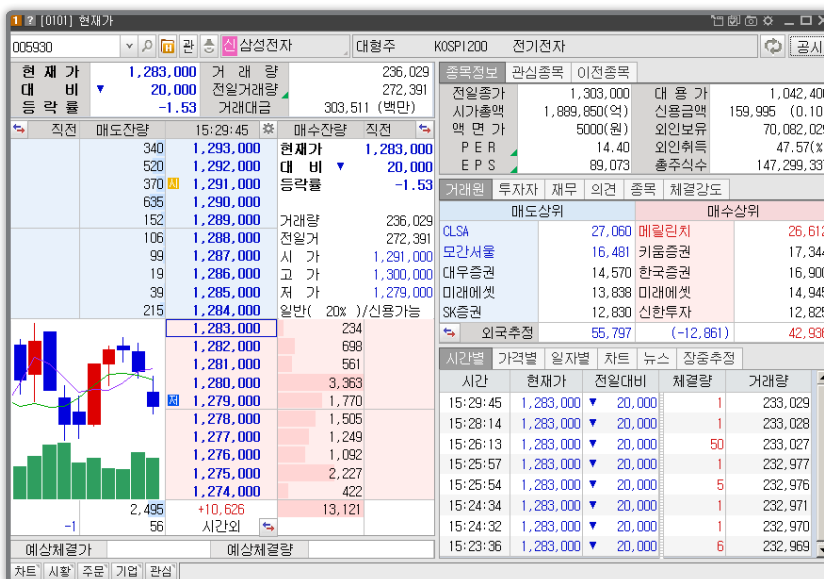 1 ? [0101] 현재가
005930 관 신 삼성전자 대형주 KOSPI200 전기전자 공시
현 재 가 1,283,000 거 래 량 236,029
대 비 ▼ 20,000 전일거래량 272,391
등 락 률 -1.53 거래대금 303,511 (백만)
직전 매도잔량 15:29:45 매수잔량 직전
340 1,293,000 현재가 1,283,000
520 1,292,000 대 비 ▼ 20,000
370 시 1,291,000 등락률 -1.53
635 1,290,000
152 1,289,000 거래량 236,029
106 1,288,000 전일거 272,391
99 1,287,000 시 가 1,291,000
19 1,286,000 고 가 1,300,000
39 1,285,000 저 가 1,279,000
215 1,284,000 일반( 20% )/신용가능
1,283,000 234
1,282,000 698
1,281,000 561
1,280,000 3,363
저 1,279,000 1,770
1,278,000 1,505
1,277,000 1,249
1,276,000 1,092
1,275,000 2,227
1,274,000 422
2,495 +10,626 13,121
-1 56 시간외
예상체결가 예상체결량
차트 시황 주문 기업 관심
종목정보 관심종목 이전종목
전일종가 1,303,000 대 용 가 1,042,400
시가총액 1,889,850(억) 신용금액 159,995 (0.10
액 면 가 5000(원) 외인보유 70,082,029
P E R 14.40 외인취득 47.57(%
E P S 89,073 총주식수 147,299,337
거래원 투자자 재무 의견 종목 체결강도
매도상위 매수상위
CLSA 27,060 메릴린치 26,612
모간서울 16,481 키움증권 17,344
대우증권 14,570 한국증권 16,900
미래에셋 13,838 미래에셋 14,945
SK증권 12,830 신한투자 12,825
외국추정 55,797 (-12,861) 42,936
시간별 가격별 일자별 차트 뉴스 장중추정
시간 현재가 전일대비 체결량 거래량
15:29:45 1,283,000 ▼ 20,000 1 233,029
15:28:14 1,283,000 ▼ 20,000 1 233,028
15:26:13 1,283,000 ▼ 20,000 50 233,027
15:25:57 1,283,000 ▼ 20,000 1 232,977
15:25:54 1,283,000 ▼ 20,000 5 232,976
15:24:34 1,283,000 ▼ 20,000 1 232,971
15:24:32 1,283,000 ▼ 20,000 1 232,970
15:23:36 1,283,000 ▼ 20,000 6 232,969